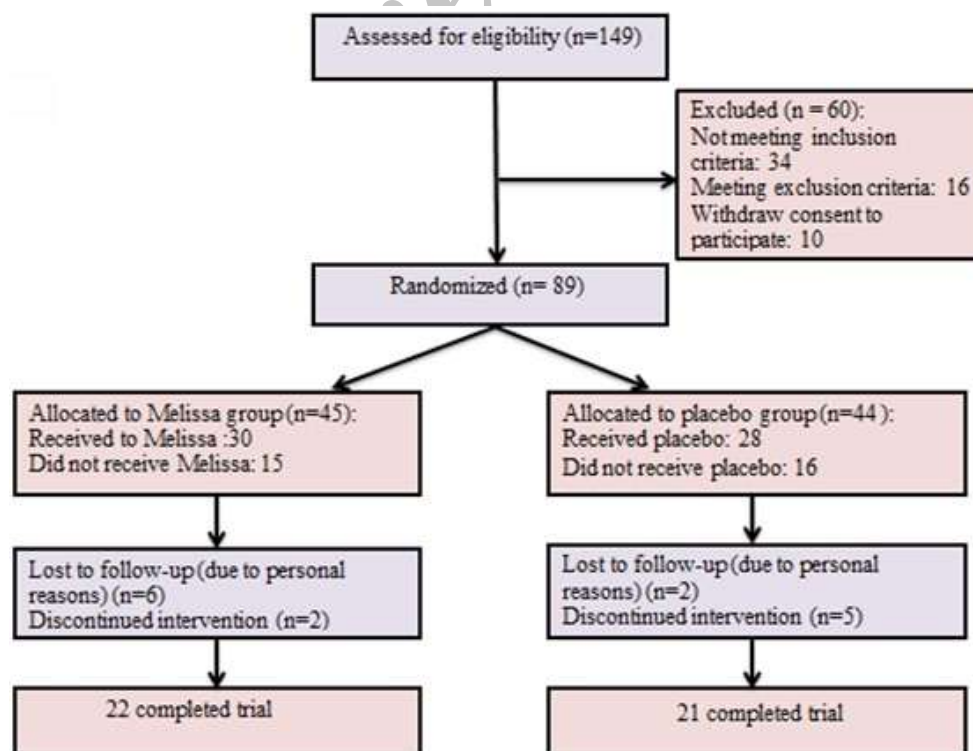 Assessed for eligibility (n=149)
Excluded (n = 60):
Not meeting inclusion
criteria: 34
Meeting exclusion criteria: 16
Withdraw consent to
participate: 10
Randomized (n= 89)
Allocated to Melissa group (n=45):
Received to Melissa :30
Did not receive Melissa: 15
Allocated to placebo group (n=44 ):
Received placebo: 28
Did not receive placebo: 16
Lost to follow-up (due to personal
reasons) (n=6)
Discontinued intervention (n=2)
Lost to follow-up (due to personal
reasons) (n=2)
Discontinued intervention (n=5)
22 completed trial
21 completed trial